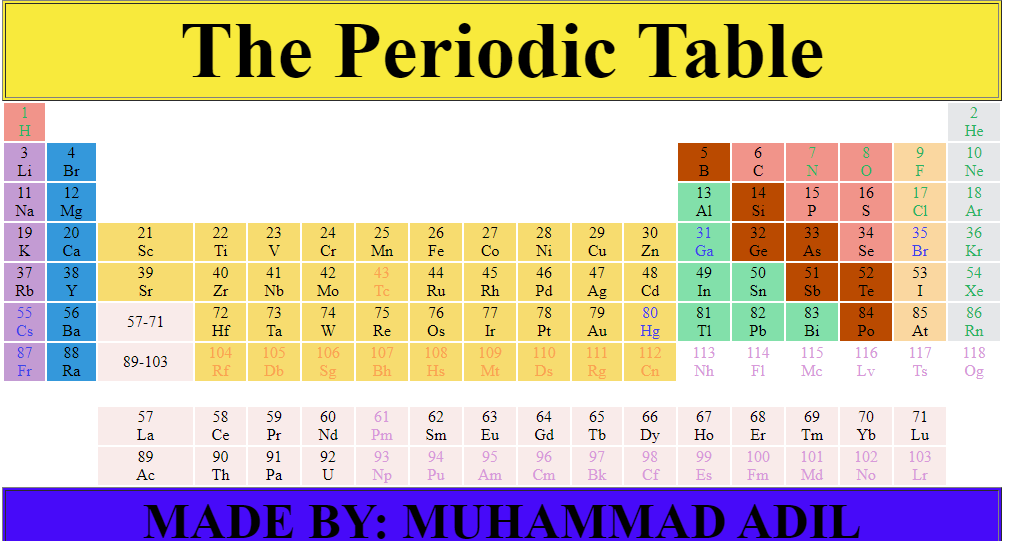 The Periodic Table
1 2
H He
3 4 5 6 7 8 9 10
Li Br B C N O F Ne
11 12 13 14 15 16 17 18
Na Mg Al Si P S Cl Ar
19 20 21 22 23 24 25 26 27 28 29 30 31 32 33 34 35 36
K Ca Sc Ti V Cr Mn Fe Co Ni Cu Zn Ga Ge As Se Br Kr
37 38 39 40 41 42 43 44 45 46 47 48 49 50 51 52 53 54
Rb Y Sr Zr Nb Mo Tc Ru Rh Pd Ag Cd In Sn Sb Te I Xe
55 56 57-71 72 73 74 75 76 77 78 79 80 81 82 83 84 85 86
Cs Ba Hf Ta W Re Os Ir Pt Au Hg Tl Pb Bi Po At Rn
87 88 89-103 104 105 106 107 108 109 110 111 112 113 114 115 116 117 118
Fr Ra Rf Db Sg Bh Hs Mt Ds Rg Cn Nh Fl Mc Lv Ts Og
57 58 59 60 61 62 63 64 65 66 67 68 69 70 71
La Ce Pr Nd Pm Sm Eu Gd Tb Dy Ho Er Tm Yb Lu
89 90 91 92 93 94 95 96 97 98 99 100 101 102 103
Ac Th Pa U Np Pu Am Cm Bk Cf Es Fm Md No Lr
MADE BY: MUHAMMAD ADIL